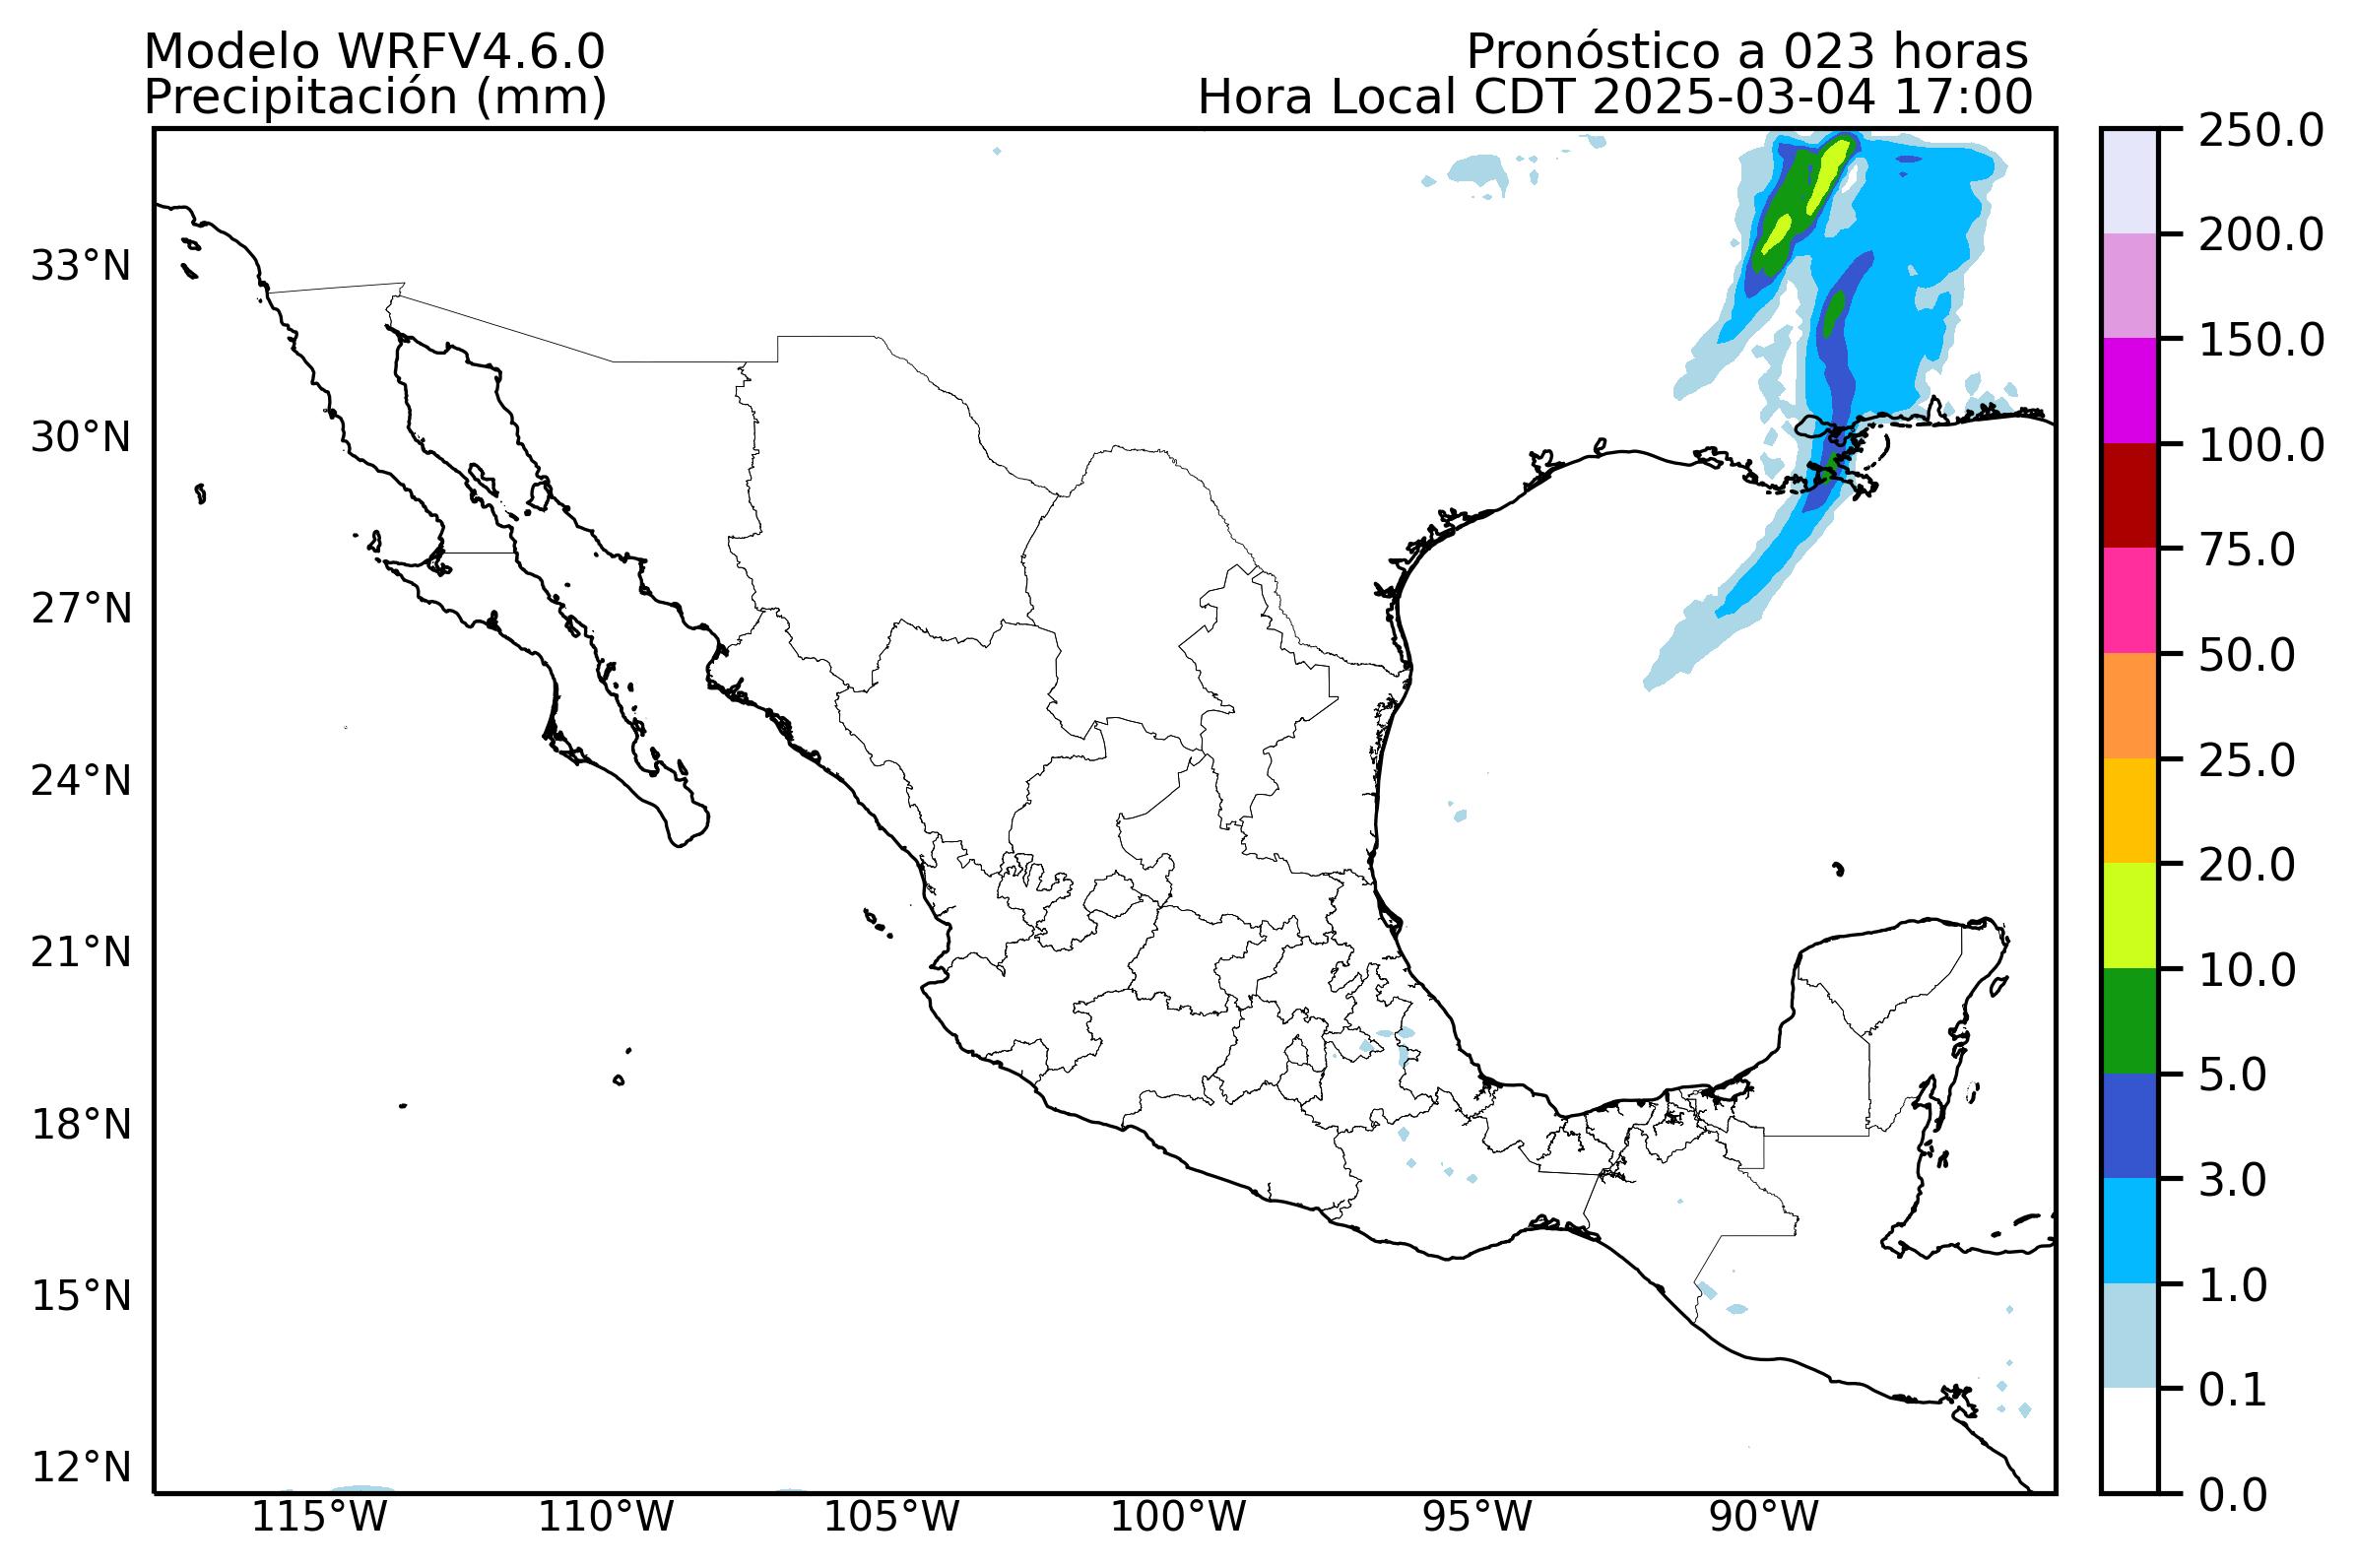 Modelo WRFV4.6.0
Precipitación (mm)
Pronóstico a 023 horas
Hora Local CDT 2025-03-04 17:00
33°N
30°N
27°N
24°N
21°N
18°N
15°N
12°N
115°W
110°W
105°W
100°W
95°W
90°W
250.0
200.0
150.0
100.0
75.0
50.0
25.0
20.0
10.0
5.0
3.0
1.0
0.1
0.0